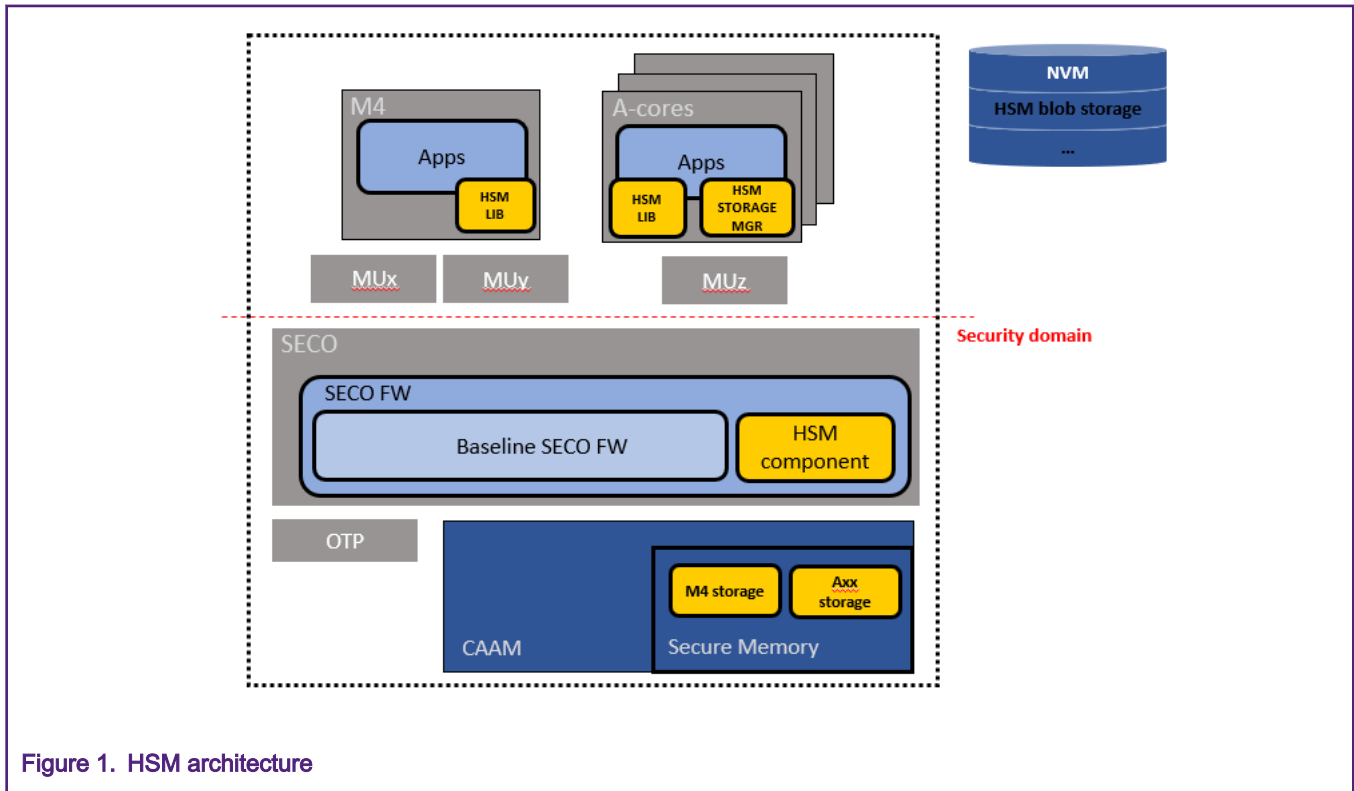 M4
Apps
HSM
LIB
A-cores
Apps
HSM
LIB
HSM
STORAGE
MGR
NVM
HSM blob storage
...
MUx
MUy
MUz
Security domain
SECO
SECO FW
Baseline SECO FW
HSM
component
OTP
CAAM
M4 storage
Axx
storage
Secure Memory
Figure 1. HSM architecture